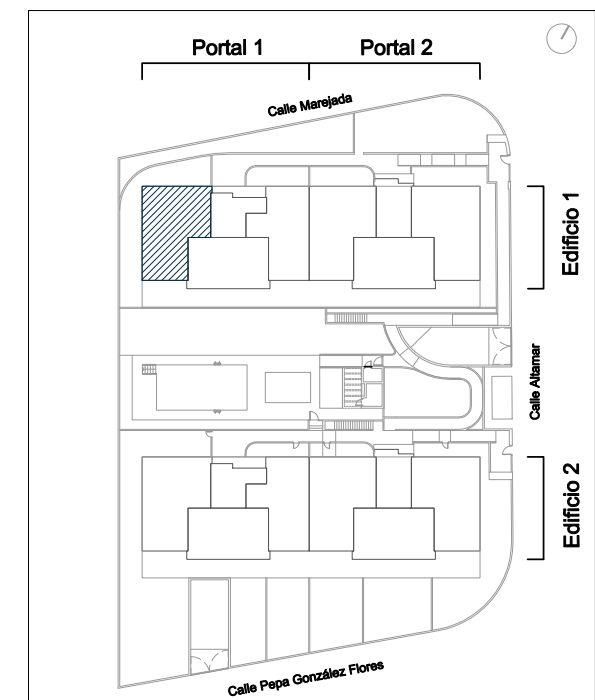 Portal 1
Portal 2
Calle Marejada
Edificio 1
Calle Altamar
Edificio 2
Calle Pepa González Flores